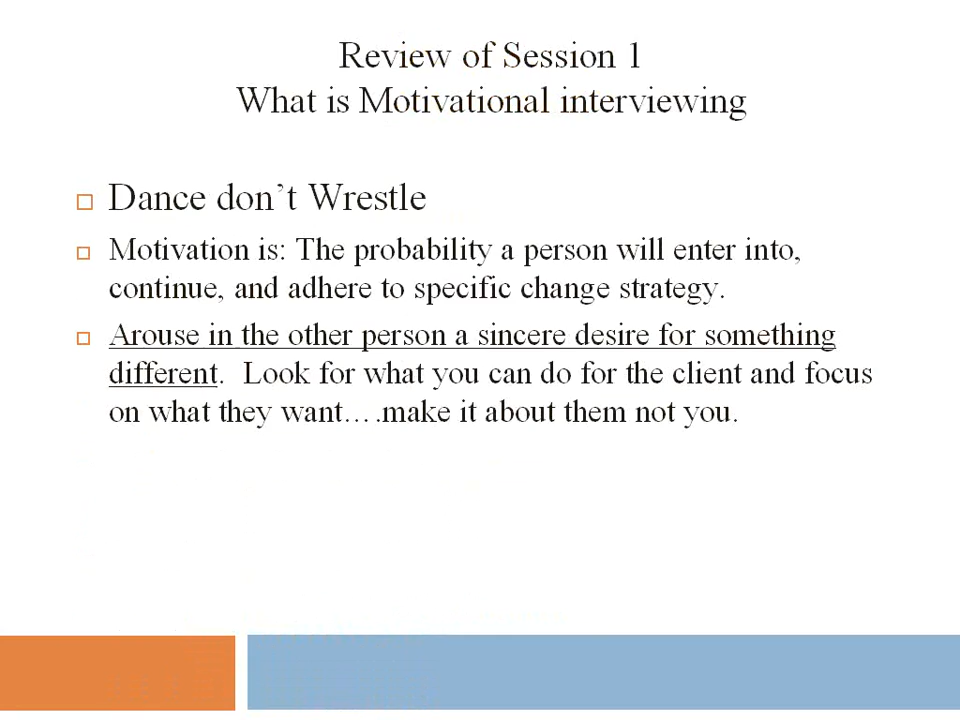 Review of Session 1
What is Motivational interviewing
Dance don't Wrestle
Motivation is: The probability a person will enter into,
continue, and adhere to specific change strategy.
Arouse in the other person a sincere desire for something
different. Look for what you can do for the client and focus
on what they want….make it about them not you.